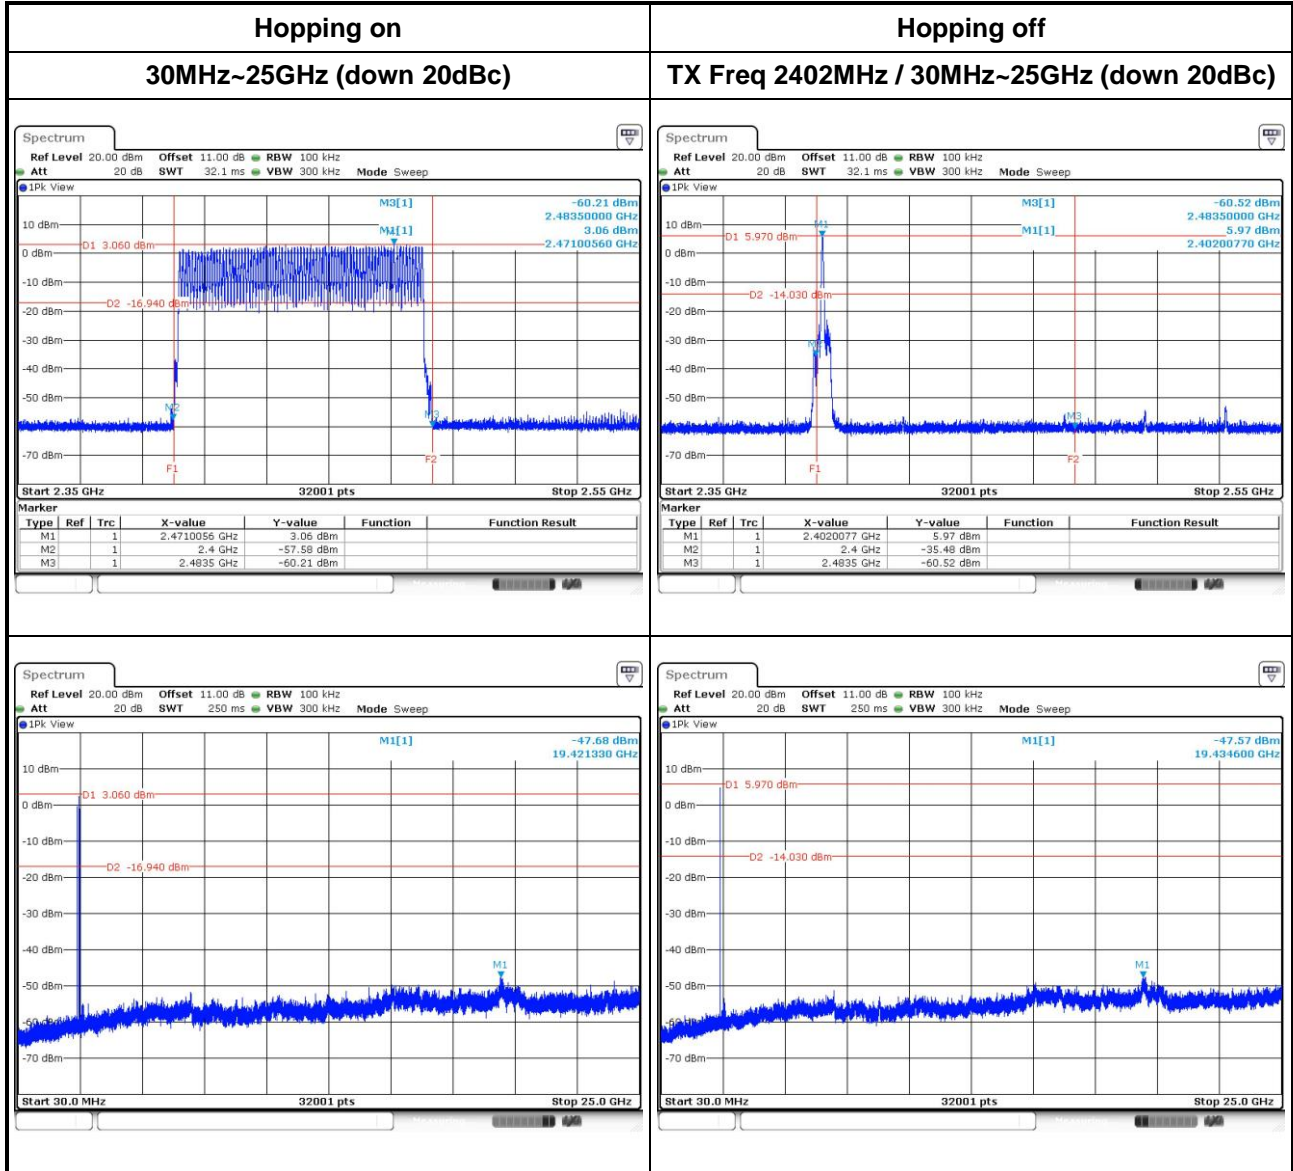 Hopping on
Hopping off
30MHz~25GHz (down 20dBc)
TX Freq 2402MHz / 30MHz~25GHz (down 20dBc)
Spectrum
Ref Level 20.00 dBm Offset 11.00 dB RBW 100 kHz
Att 20 dB SWT 32.1 ms VBW 300 kHz Mode Sweep
1Pk View
M3[1] -60.21 dBm
2.48350000 GHz
M1[1] 3.06 dBm
2.47100560 GHz
10 dBm
D1 3.060 dBm
0 dBm
-10 dBm
D2 -16.940 dBm
-20 dBm
-30 dBm
-40 dBm
-50 dBm
M2
M3
-70 dBm
F1
F2
Start 2.35 GHz 32001 pts Stop 2.55 GHz
Marker
Type Ref Trc X-value Y-value Function Function Result
M1 1 2.4710056 GHz 3.06 dBm
M2 1 2.4 GHz -57.58 dBm
M3 1 2.4835 GHz -60.21 dBm
Spectrum
Ref Level 20.00 dBm Offset 11.00 dB RBW 100 kHz
Att 20 dB SWT 32.1 ms VBW 300 kHz Mode Sweep
1Pk View
M3[1] -60.52 dBm
2.48350000 GHz
M1[1] 5.97 dBm
2.40200770 GHz
10 dBm
M1
D1 5.970 dBm
0 dBm
-10 dBm
D2 -14.030 dBm
-20 dBm
-30 dBm
-40 dBm
-50 dBm
M3
-70 dBm
F1
F2
Start 2.35 GHz 32001 pts Stop 2.55 GHz
Marker
Type Ref Trc X-value Y-value Function Function Result
M1 1 2.4020077 GHz 5.97 dBm
M2 1 2.4 GHz -35.48 dBm
M3 1 2.4835 GHz -60.52 dBm
Spectrum
Ref Level 20.00 dBm Offset 11.00 dB RBW 100 kHz
Att 20 dB SWT 250 ms VBW 300 kHz Mode Sweep
1Pk View
M1[1] -47.68 dBm
19.421330 GHz
10 dBm
D1 3.060 dBm
0 dBm
-10 dBm
D2 -16.940 dBm
-20 dBm
-30 dBm
-40 dBm
M1
-50 dBm
-70 dBm
Start 30.0 MHz 32001 pts Stop 25.0 GHz
Spectrum
Ref Level 20.00 dBm Offset 11.00 dB RBW 100 kHz
Att 20 dB SWT 250 ms VBW 300 kHz Mode Sweep
1Pk View
M1[1] -47.57 dBm
19.434600 GHz
10 dBm
D1 5.970 dBm
0 dBm
-10 dBm
D2 -14.030 dBm
-20 dBm
-30 dBm
-40 dBm
M1
-50 dBm
-70 dBm
Start 30.0 MHz 32001 pts Stop 25.0 GHz